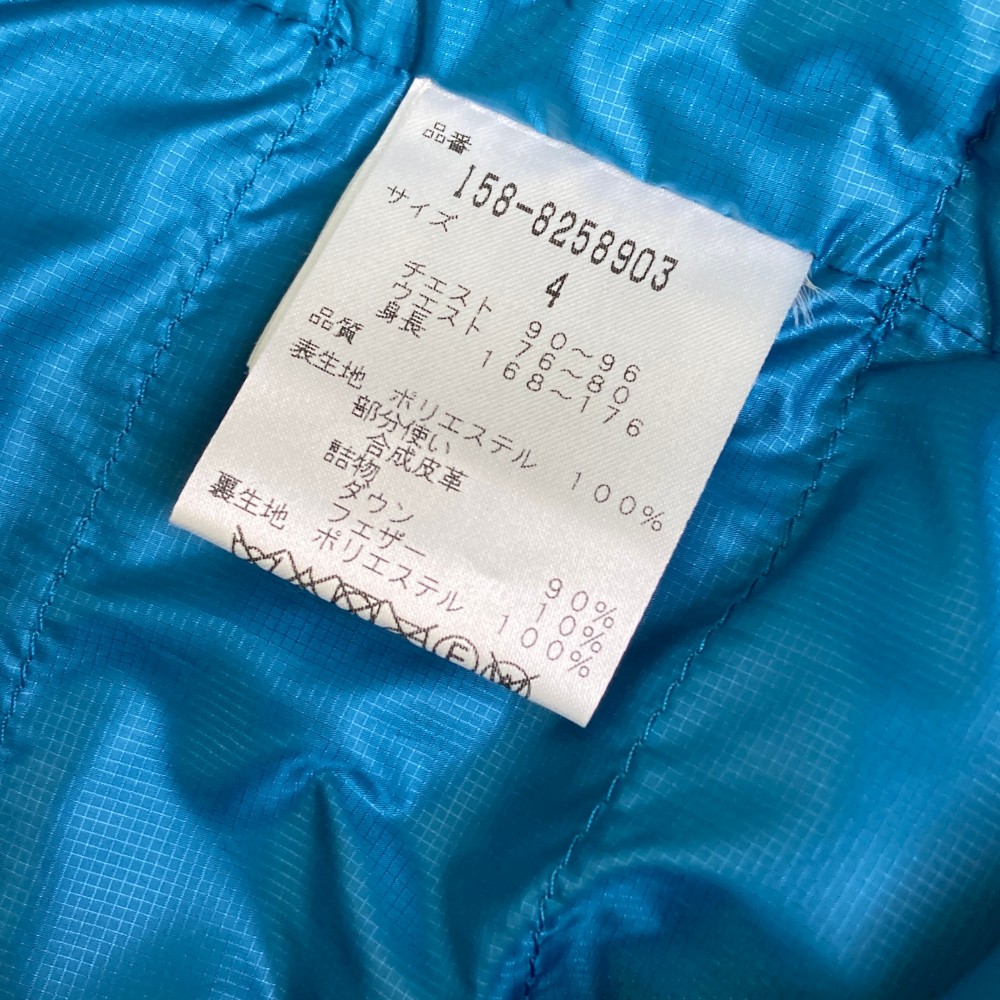 品番
158-8258903
サイズ
4
チェスト 90～96
ウエスト 76～80
身長 168～176
品質
表生地 ポリエステル 100%
部分使い
合成皮革
詰物
ダウン 90%
フェザー 10%
裏生地 ポリエステル 100%
F
W